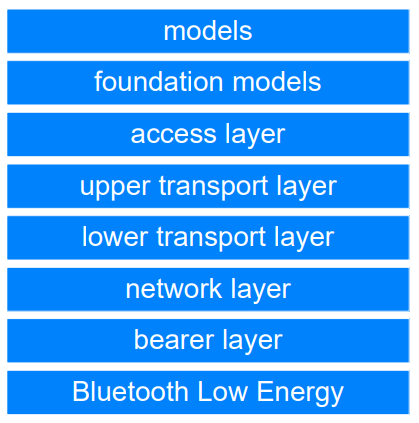 models
foundation models
access layer
upper transport layer
lower transport layer
network layer
bearer layer
Bluetooth Low Energy